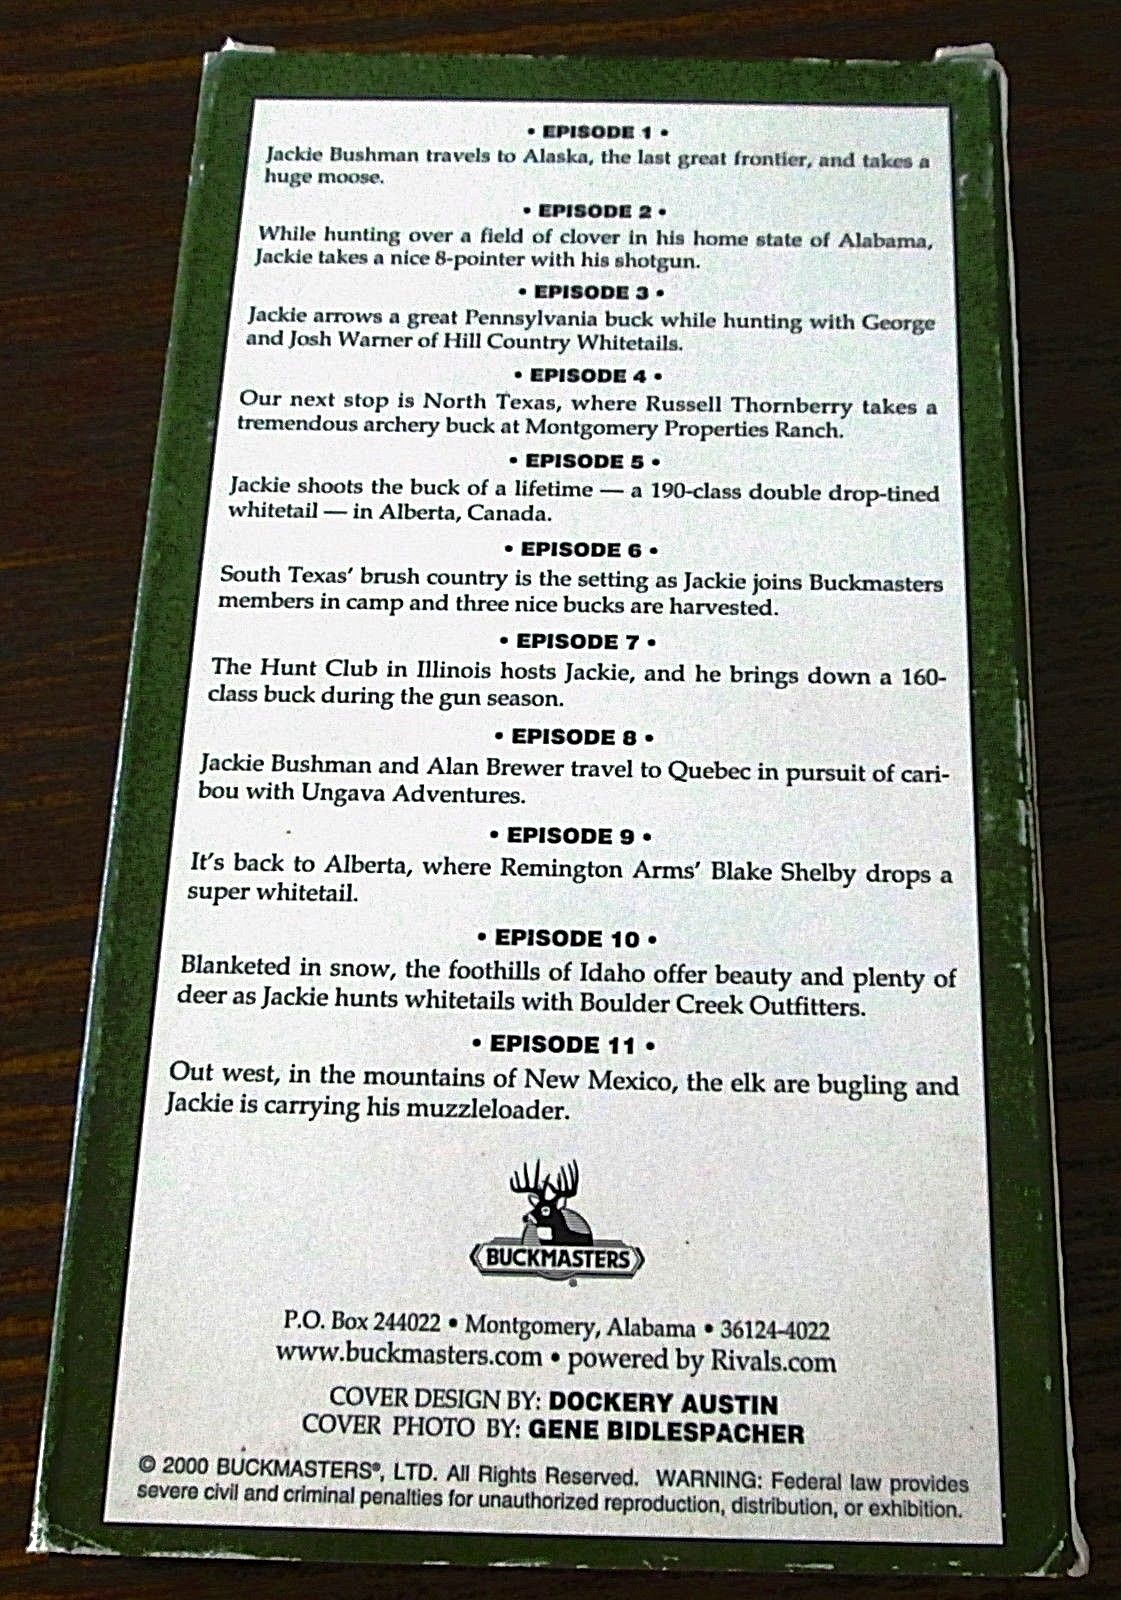 • EPISODE 1 •
Jackie Bushman travels to Alaska, the last great frontier, and takes a
huge moose.
• EPISODE 2 •
While hunting over a field of clover in his home state of Alabama,
Jackie takes a nice 8-pointer with his shotgun.
• EPISODE 3 •
Jackie arrows a great Pennsylvania buck while hunting with George
and Josh Warner of Hill Country Whitetails.
• EPISODE 4 •
Our next stop is North Texas, where Russell Thornberry takes a
tremendous archery buck at Montgomery Properties Ranch.
• EPISODE 5 •
Jackie shoots the buck of a lifetime — a 190-class double drop-tined
whitetail — in Alberta, Canada.
• EPISODE 6 •
South Texas' brush country is the setting as Jackie joins Buckmasters
members in camp and three nice bucks are harvested.
• EPISODE 7 •
The Hunt Club in Illinois hosts Jackie, and he brings down a 160-
class buck during the gun season.
• EPISODE 8 •
Jackie Bushman and Alan Brewer travel to Quebec in pursuit of cari-
bou with Ungava Adventures.
• EPISODE 9 •
It's back to Alberta, where Remington Arms' Blake Shelby drops a
super whitetail.
• EPISODE 10 •
Blanketed in snow, the foothills of Idaho offer beauty and plenty of
deer as Jackie hunts whitetails with Boulder Creek Outfitters.
• EPISODE 11 •
Out west, in the mountains of New Mexico, the elk are bugling and
Jackie is carrying his muzzleloader.
BUCKMASTERS
P.O. Box 244022 • Montgomery, Alabama • 36124-4022
www.buckmasters.com • powered by Rivals.com
COVER DESIGN BY: DOCKERY AUSTIN
COVER PHOTO BY: GENE BIDLESPACHER
© 2000 BUCKMASTERS®, LTD. All Rights Reserved. WARNING: Federal law provides
severe civil and criminal penalties for unauthorized reproduction, distribution, or exhibition.